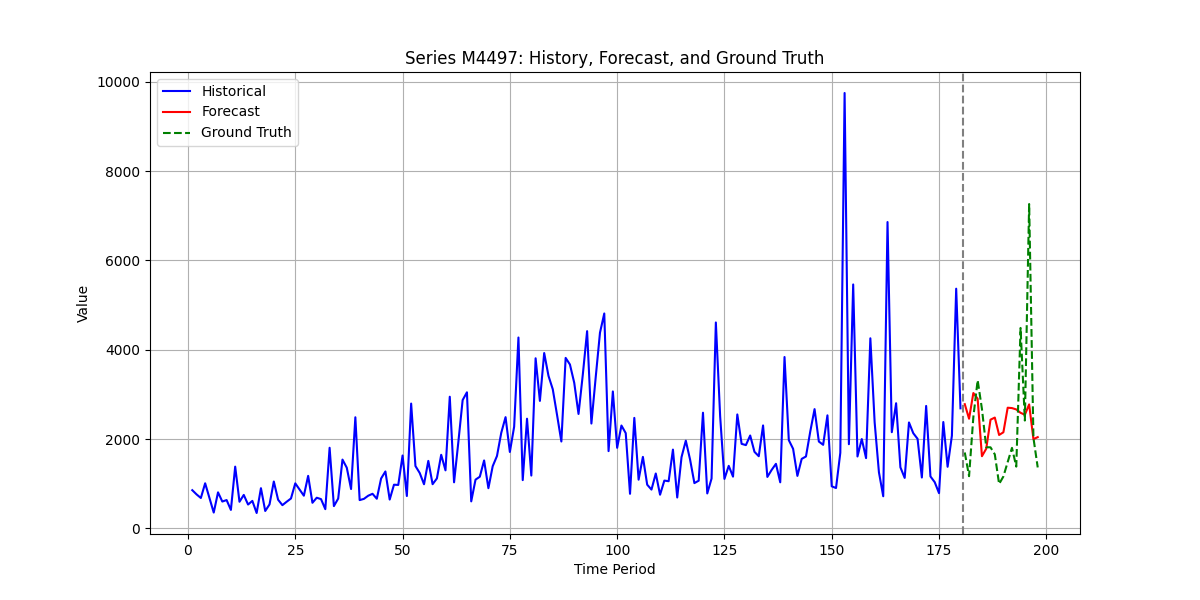 Series M4497: History, Forecast, and Ground Truth
Historical
Forecast
Ground Truth
10000
8000
6000
4000
2000
0
Value
0 25 50 75 100 125 150 175 200
Time Period